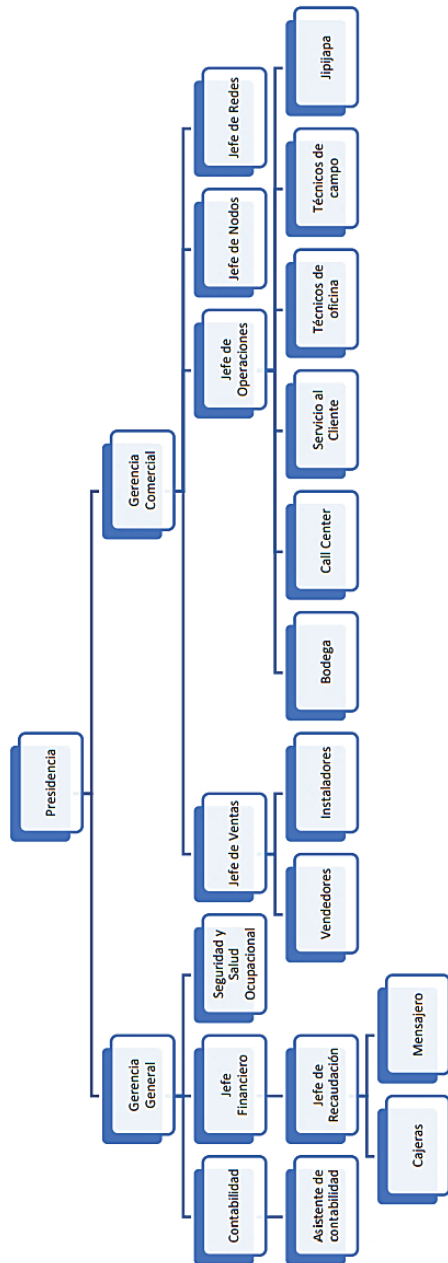 Presidencia
Gerencia
General
Gerencia
Comercial
Contabilidad
Jefe
Financiero
Seguridad y
Salud
Ocupacional
Jefe de Ventas
Jefe de
Operaciones
Jefe de Nodos
Jefe de Redes
Asistente de
contabilidad
Jefe de
Recaudación
Vendedores
Instaladores
Bodega
Call Center
Servicio al
Cliente
Técnicos de
oficina
Técnicos de
campo
Jipijapa
Cajeras
Mensajero